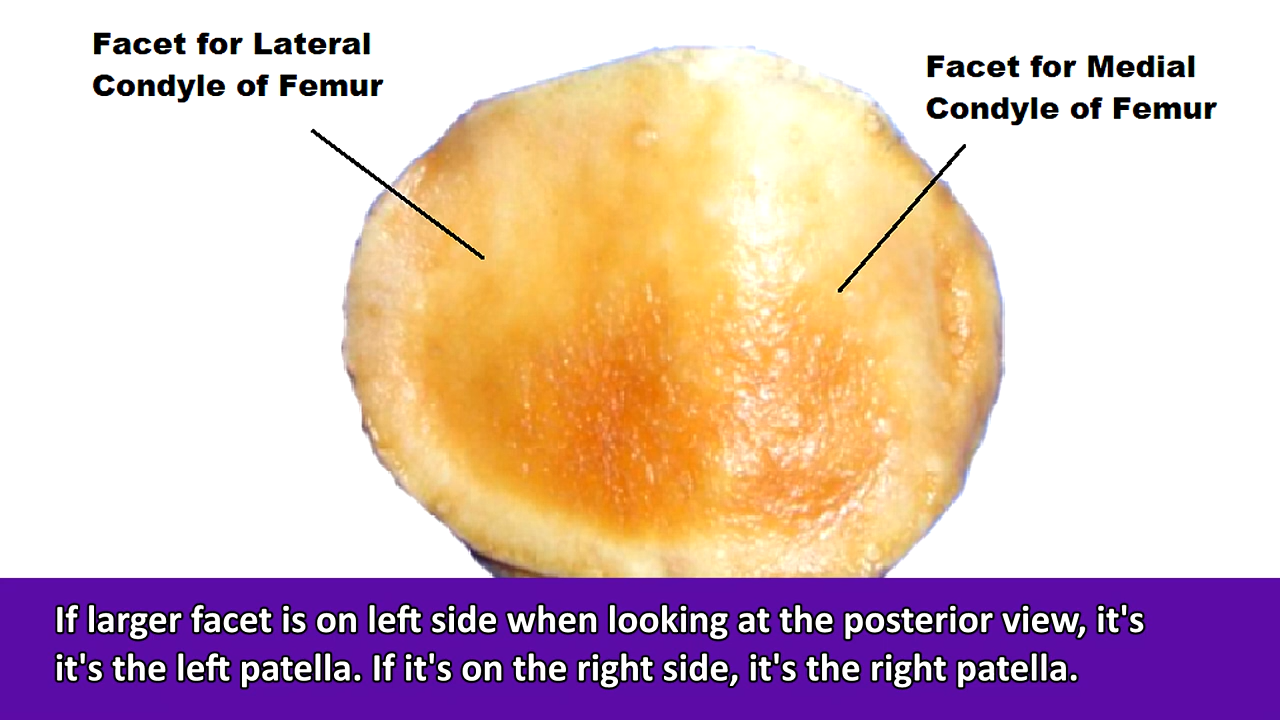 Facet for Lateral
Condyle of Femur
Facet for Medial
Condyle of Femur
If larger facet is on left side when looking at the posterior view, it's
it's the left patella. If it's on the right side, it's the right patella.